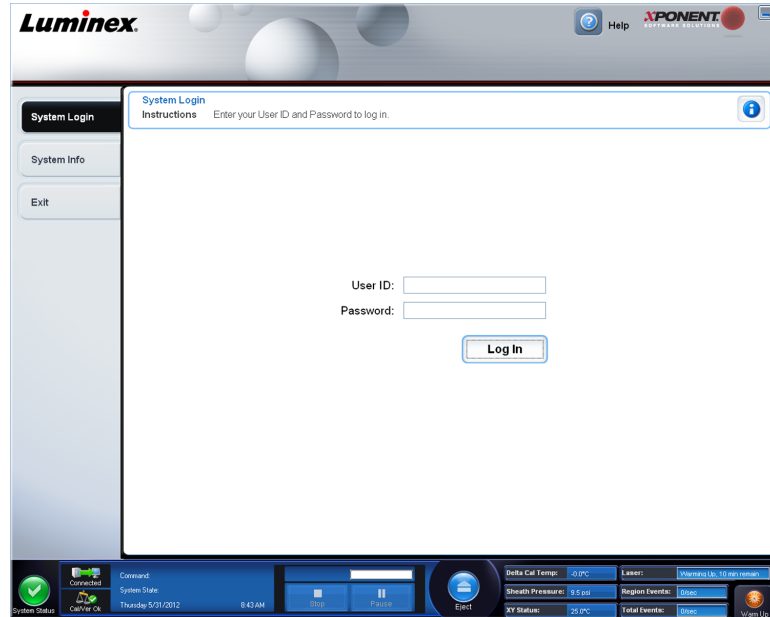 Luminex.
Help
XPONENT.
SOFTWARE SOLUTIONS
System Login
System Info
Exit
System Login
Instructions Enter your User ID and Password to log in.
User ID:
Password:
Log In
System Status
Connected
Cal/Ver Ok
Command:
System State:
Thursday 5/31/2012 8:43 AM
Stop
Pause
Eject
Delta Cal Temp: -0.0°C
Sheath Pressure: 9.5 psi
XY Status: 25.0°C
Laser: Warming Up, 10 min remain
Region Events: 0/sec
Total Events: 0/sec
Warm Up